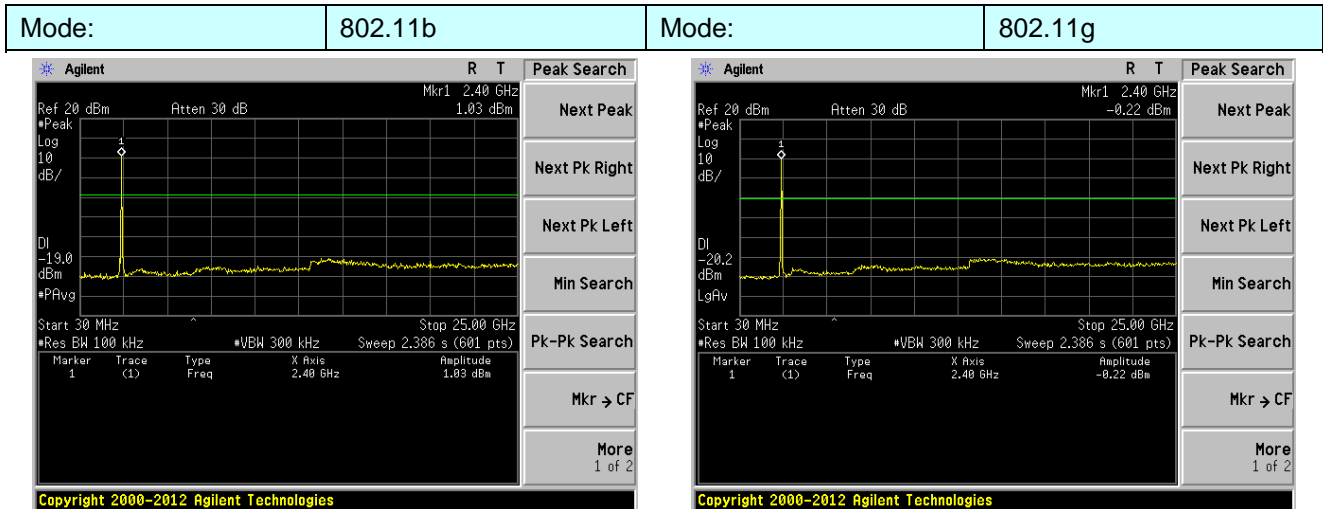 Mode: 802.11b Mode: 802.11g
Agilent R T Peak Search
Mkr1 2.40 GHz
Ref 20 dBm Atten 30 dB 1.03 dBm
#Peak
Log
10
dB/
1
DI
-19.0
dBm
#PAvg
Start 30 MHz ^ Stop 25.00 GHz
#Res BW 100 kHz #VBW 300 kHz Sweep 2.386 s (601 pts)
Marker Trace Type X Axis Amplitude
1 (1) Freq 2.40 GHz 1.03 dBm
Next Peak
Next Pk Right
Next Pk Left
Min Search
Pk-Pk Search
Mkr → CF
More
1 of 2
Copyright 2000-2012 Agilent Technologies
Agilent R T Peak Search
Mkr1 2.40 GHz
Ref 20 dBm Atten 30 dB -0.22 dBm
#Peak
Log
10
dB/
1
DI
-20.2
dBm
LgAv
Start 30 MHz ^ Stop 25.00 GHz
#Res BW 100 kHz #VBW 300 kHz Sweep 2.386 s (601 pts)
Marker Trace Type X Axis Amplitude
1 (1) Freq 2.40 GHz -0.22 dBm
Next Peak
Next Pk Right
Next Pk Left
Min Search
Pk-Pk Search
Mkr → CF
More
1 of 2
Copyright 2000-2012 Agilent Technologies